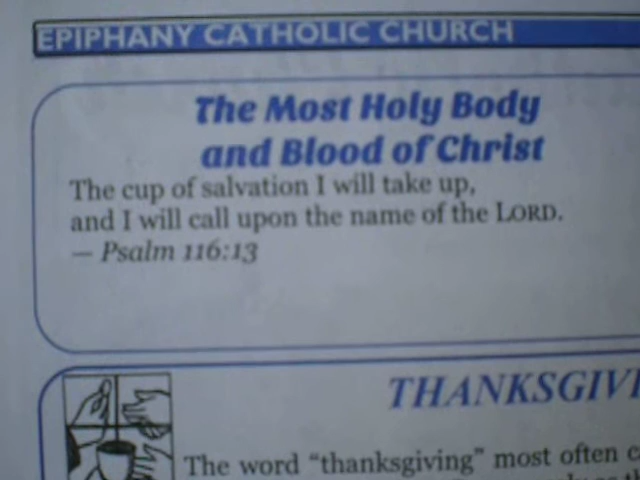 EPIPHANY CATHOLIC CHURCH
The Most Holy Body
and Blood of Christ
The cup of salvation I will take up,
and I will call upon the name of the LORD.
— Psalm 116:13
THANKSGIVI
The word “thanksgiving” most often c